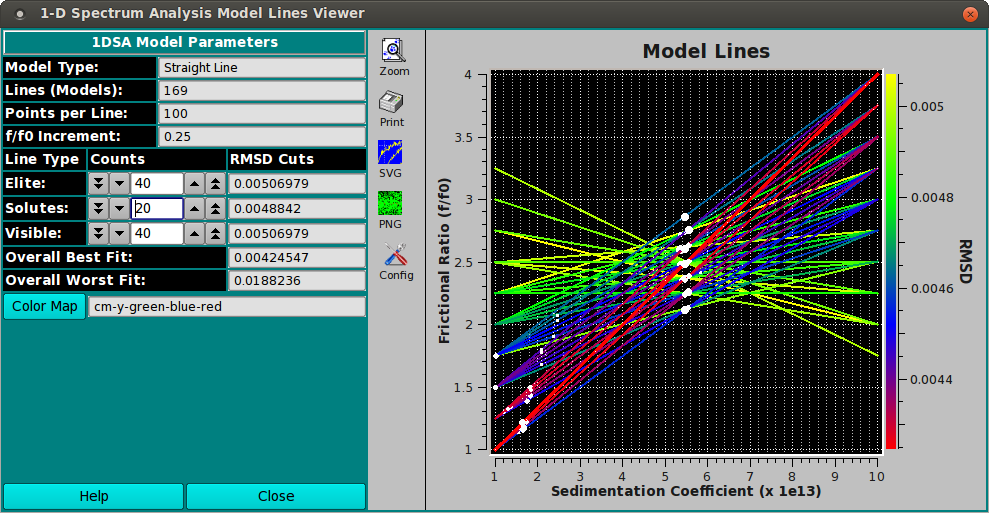 1-D Spectrum Analysis Model Lines Viewer
1DSA Model Parameters
Model Type: Straight Line
Lines (Models): 169
Points per Line: 100
f/f0 Increment: 0.25
Line Type Counts RMSD Cuts
Elite: 40 0.00506979
Solutes: 20 0.0048842
Visible: 40 0.00506979
Overall Best Fit: 0.00424547
Overall Worst Fit: 0.0188236
Color Map cm-y-green-blue-red
Help Close
Zoom
Print
SVG
PNG
Config
Model Lines
Frictional Ratio (f/f0)
4
3.5
3
2.5
2
1.5
1
1 2 3 4 5 6 7 8 9 10
Sedimentation Coefficient (x 1e13)
0.005
0.0048
0.0046
0.0044
RMSD